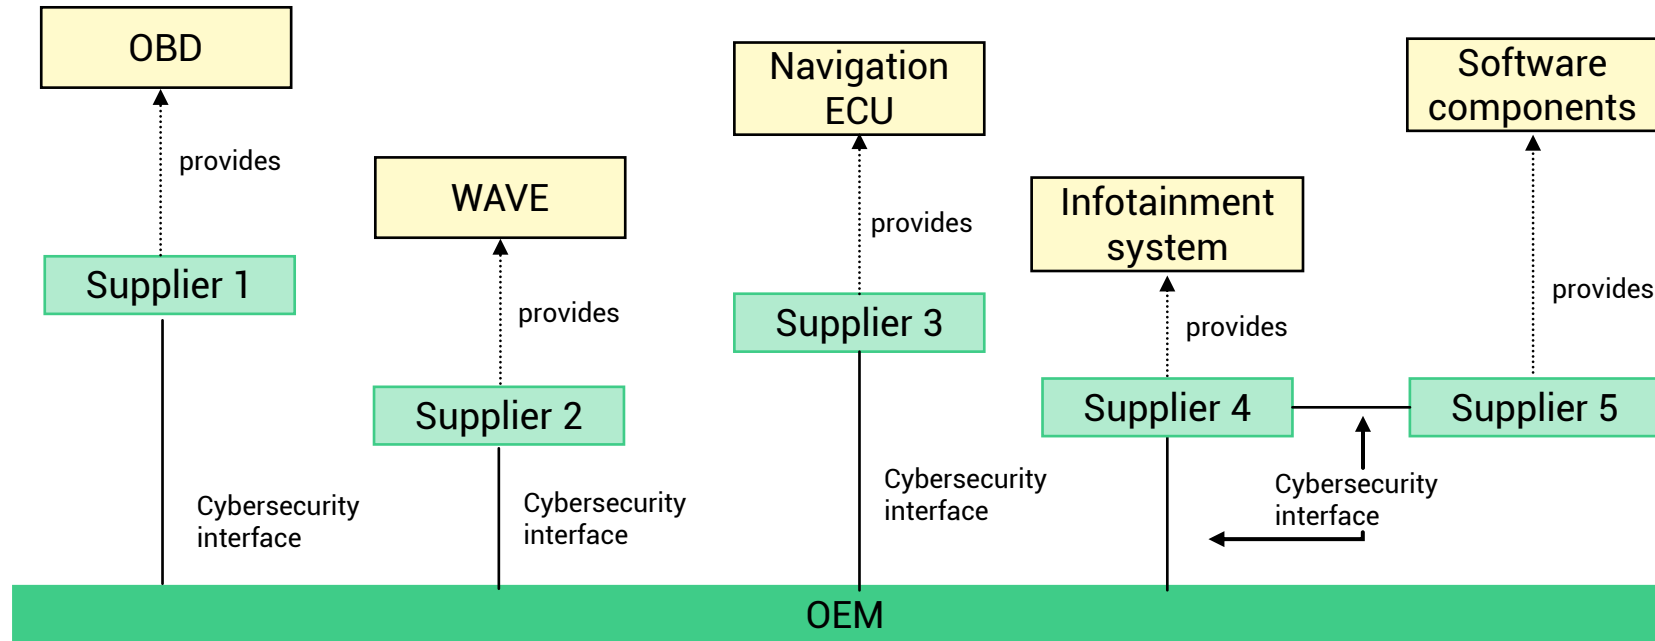 OBD
provides
Supplier 1
Cybersecurity
interface
WAVE
provides
Supplier 2
Cybersecurity
interface
Navigation
ECU
provides
Supplier 3
Cybersecurity
interface
Infotainment
system
provides
Supplier 4
Cybersecurity
interface
Software
components
provides
Supplier 5
OEM